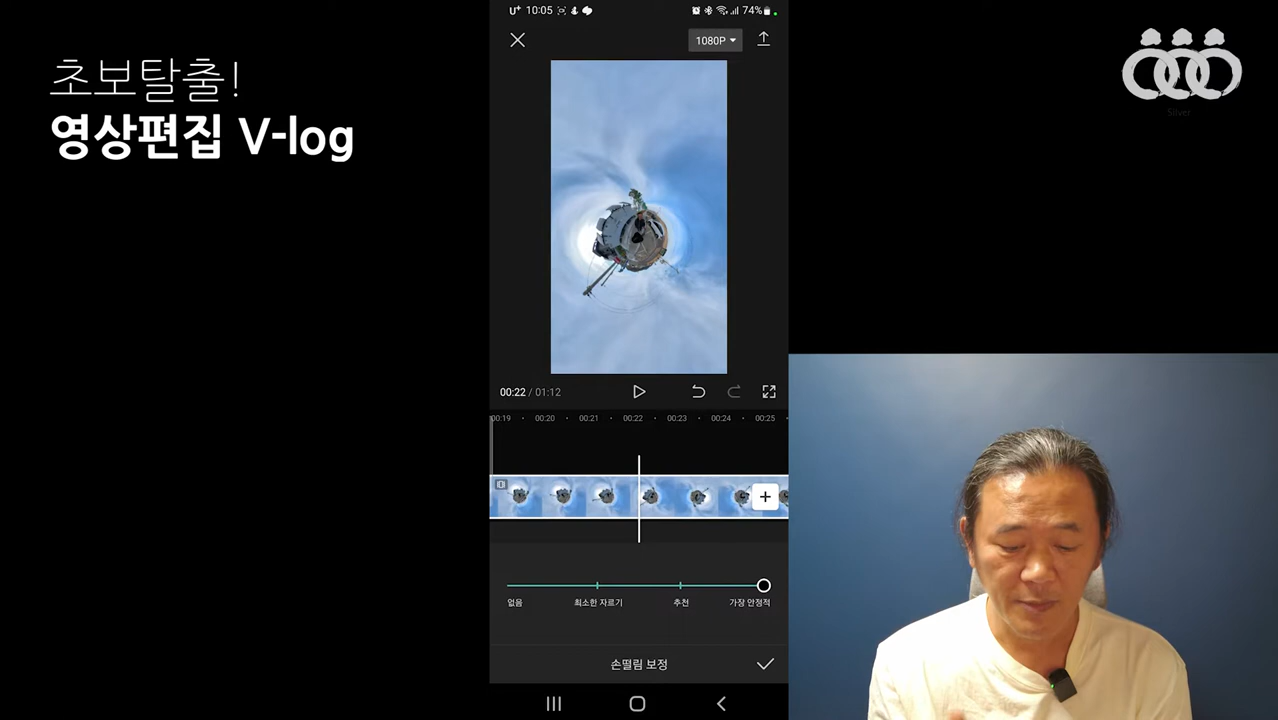 초보탈출!
영상편집 V-log
U+ 10:05 74%
1080P
Silver
00:22 / 01:12
00:19 · 00:20 · 00:21 · 00:22 · 00:23 · 00:24 · 00:25
없음 최소한 자르기 추천 가장 안정적
손떨림 보정